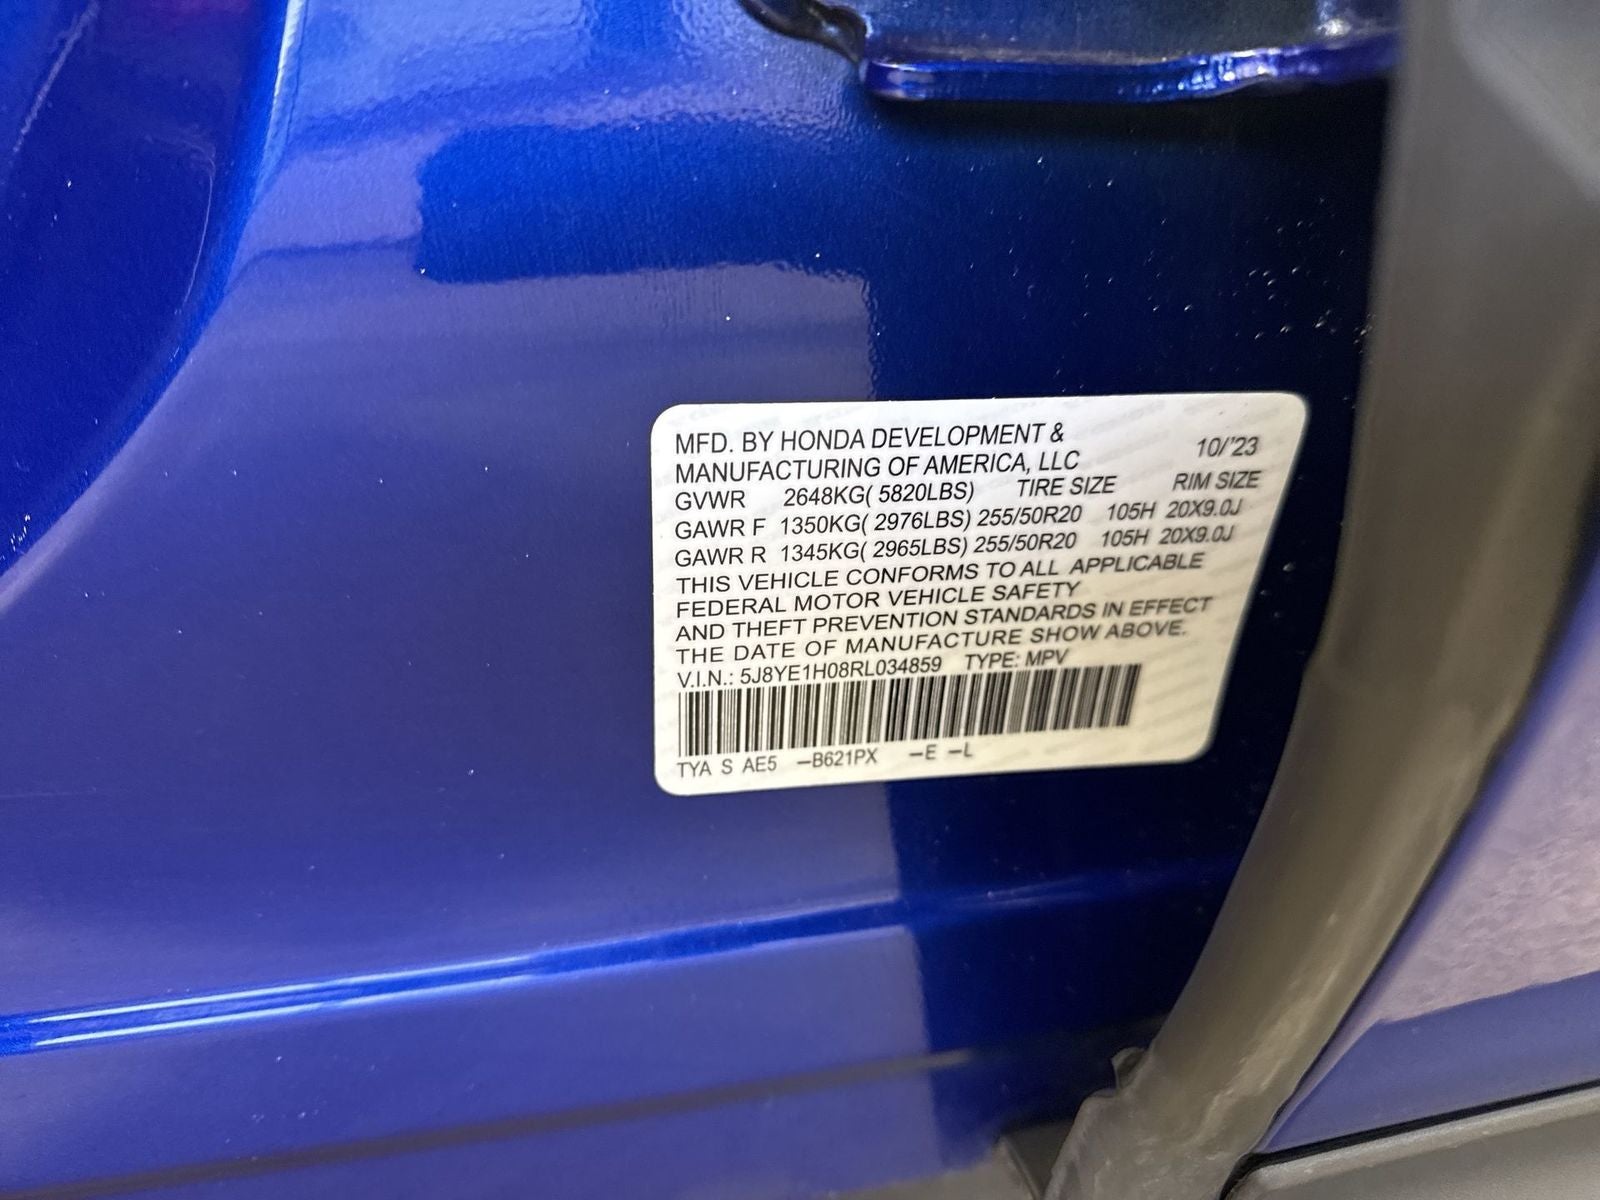 MFD. BY HONDA DEVELOPMENT &
MANUFACTURING OF AMERICA, LLC 10/'23
GVWR 2648KG( 5820LBS) TIRE SIZE RIM SIZE
GAWR F 1350KG( 2976LBS) 255/50R20 105H 20X9.0J
GAWR R 1345KG( 2965LBS) 255/50R20 105H 20X9.0J
THIS VEHICLE CONFORMS TO ALL APPLICABLE
FEDERAL MOTOR VEHICLE SAFETY
AND THEFT PREVENTION STANDARDS IN EFFECT
THE DATE OF MANUFACTURE SHOW ABOVE.
V.I.N.: 5J8YE1H08RL034859 TYPE: MPV
TYA S AE5 –B621PX –E –L